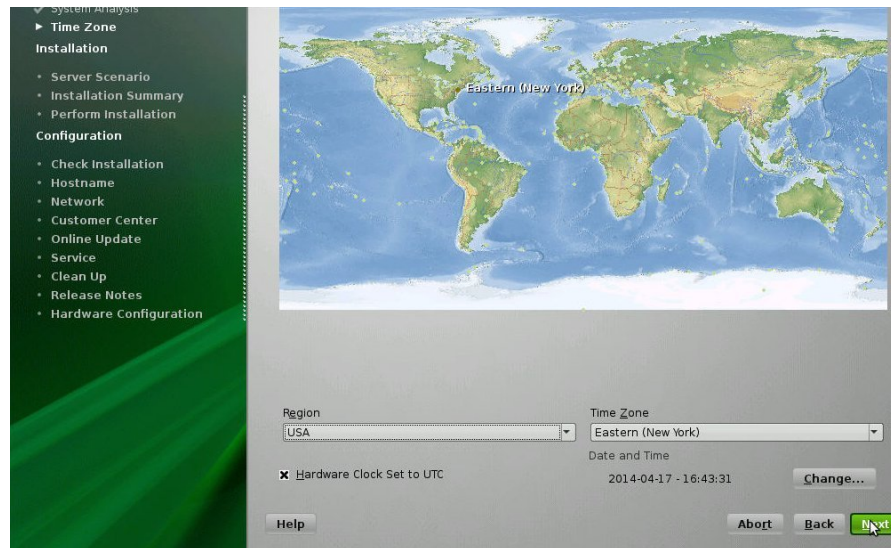 System Analysis
Time Zone
Installation
Server Scenario
Installation Summary
Perform Installation
Configuration
Check Installation
Hostname
Network
Customer Center
Online Update
Service
Clean Up
Release Notes
Hardware Configuration
Eastern (New York)
Region
USA
Time Zone
Eastern (New York)
Date and Time
Hardware Clock Set to UTC
2014-04-17 - 16:43:31
Change...
Help
Abort
Back
Next